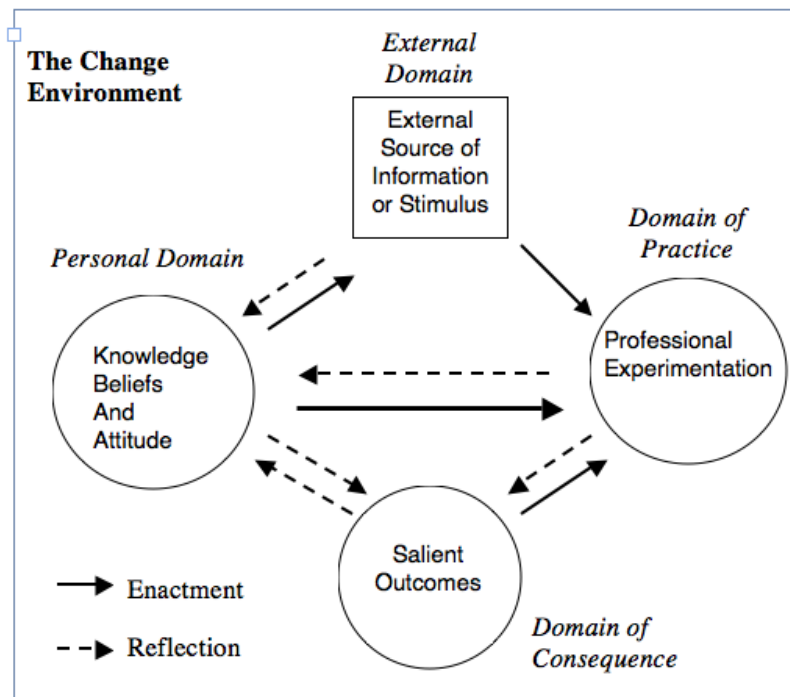 The Change
Environment
External
Domain
External
Source of
Information
or Stimulus
Domain of
Practice
Personal Domain
Professional
Experimentation
Knowledge
Beliefs
And
Attitude
Salient
Outcomes
Enactment
Reflection
Domain of
Consequence